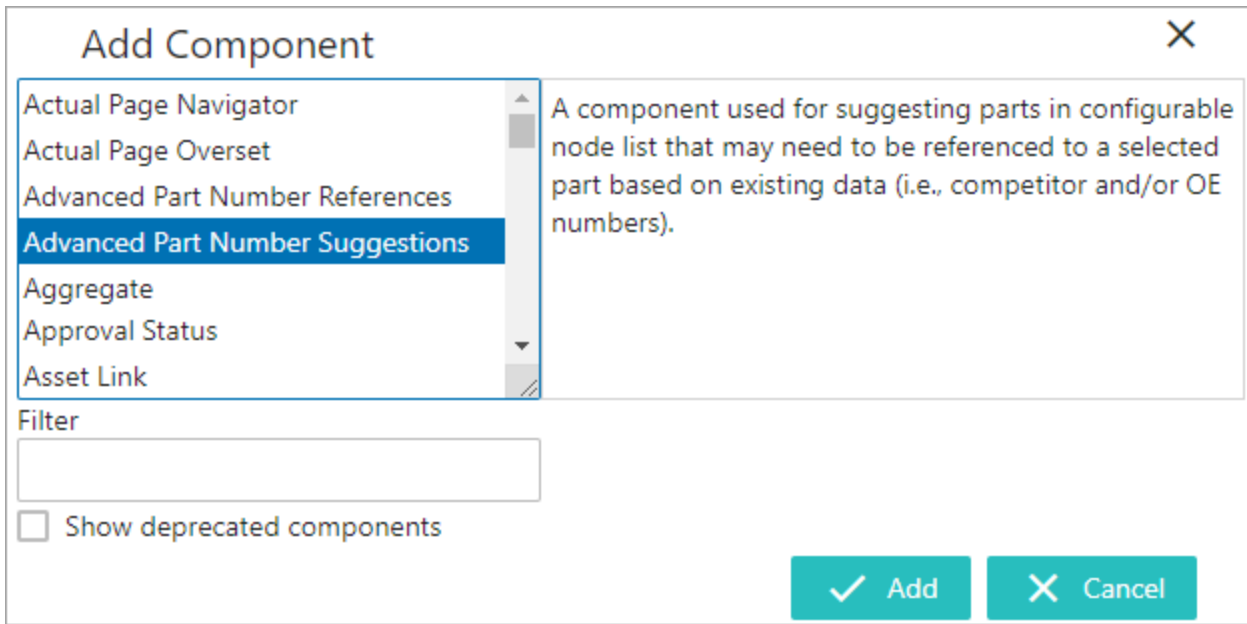 Add Component
Actual Page Navigator
Actual Page Overset
Advanced Part Number References
Advanced Part Number Suggestions
Aggregate
Approval Status
Asset Link
A component used for suggesting parts in configurable
node list that may need to be referenced to a selected
part based on existing data (i.e., competitor and/or OE
numbers).
Filter
Show deprecated components
Add
Cancel